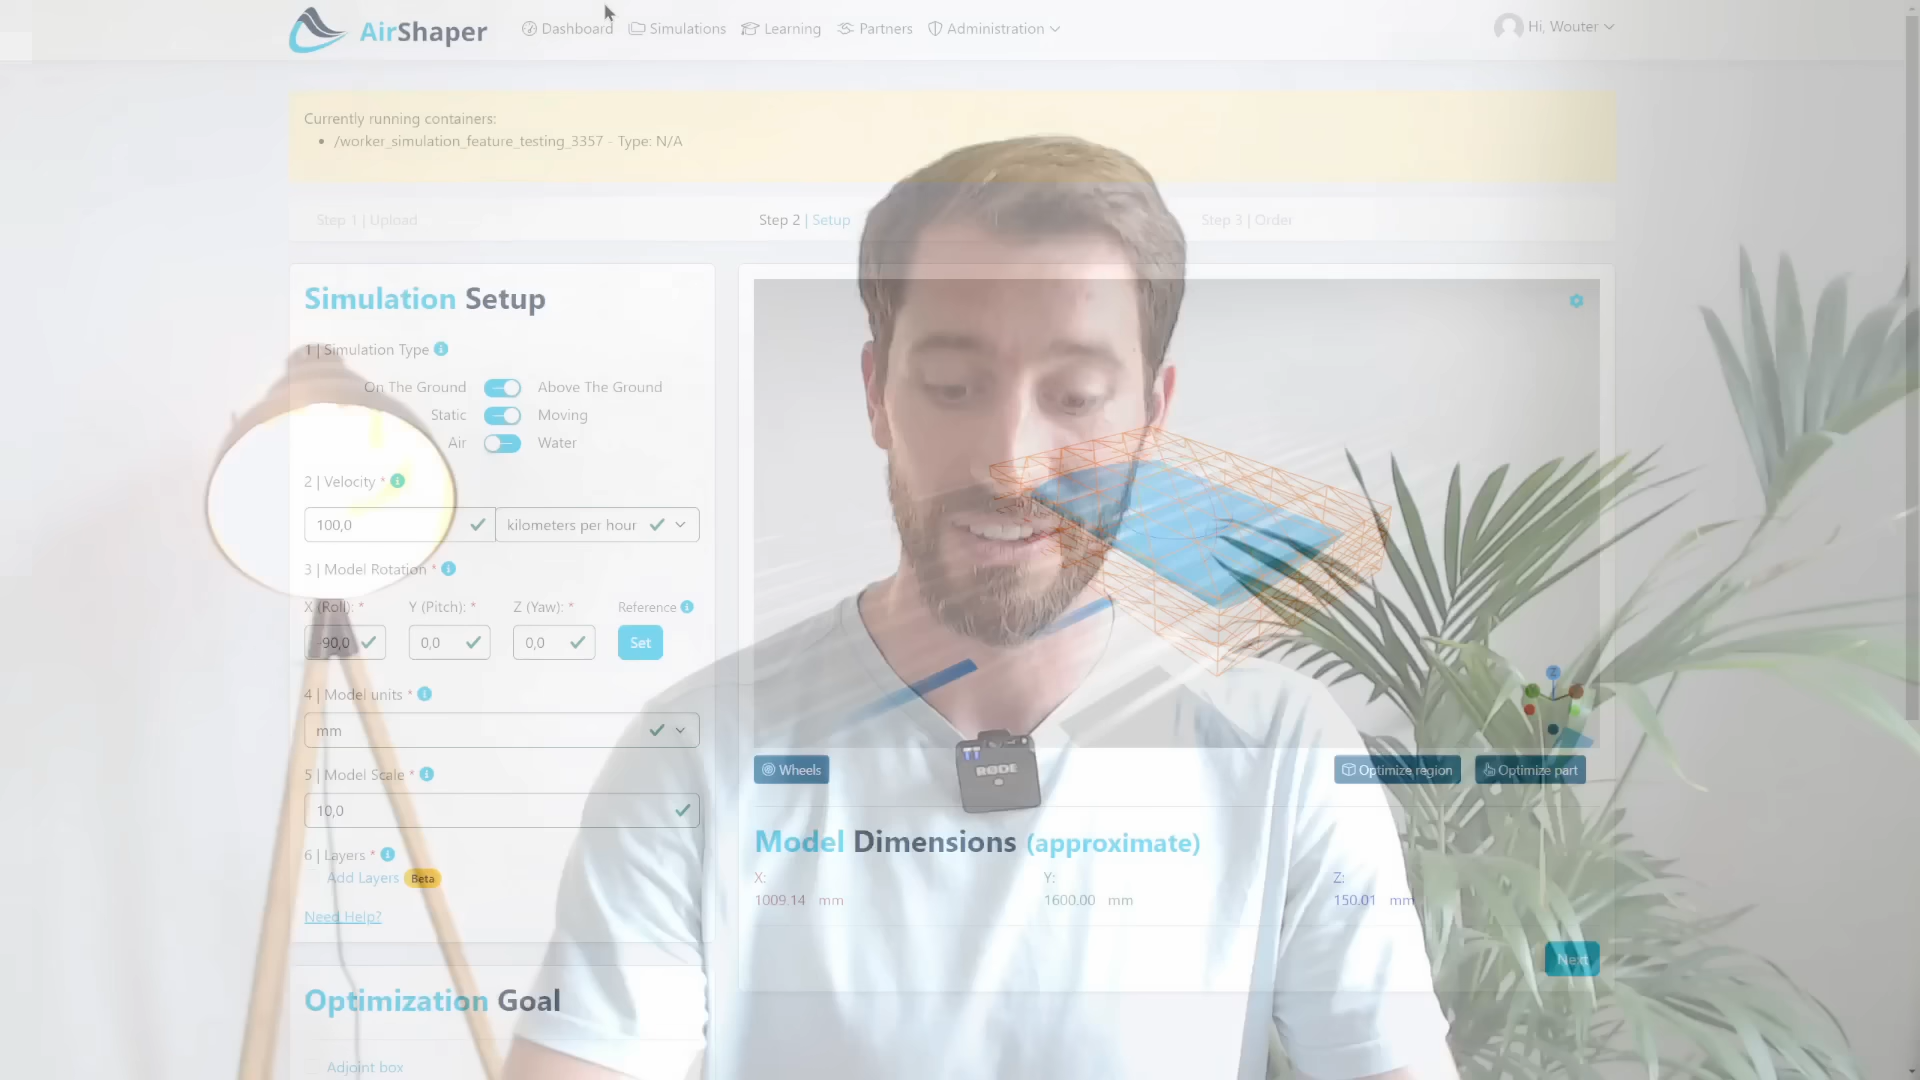 AirShaper
Dashboard Simulations Learning Partners Administration
Hi, Wouter
Currently running containers:
• /worker_simulation_feature_testing_3357 - Type: N/A
Step 1 | Upload
Step 2 | Setup
Step 3 | Order
Simulation Setup
1 | Simulation Type
On The Ground Above The Ground
Static Moving
Air Water
2 | Velocity *
100,0 kilometers per hour
3 | Model Rotation *
X (Roll): * Y (Pitch): * Z (Yaw): * Reference
-90,0 0,0 0,0 Set
4 | Model units *
mm
5 | Model Scale *
10,0
6 | Layers *
Add Layers Beta
Need Help?
Optimization Goal
Adjoint box
Z
Wheels
Optimize region
Optimize part
RØDE
Model Dimensions (approximate)
X: Y: Z:
1009.14 mm 1600.00 mm 150.01 mm
Next